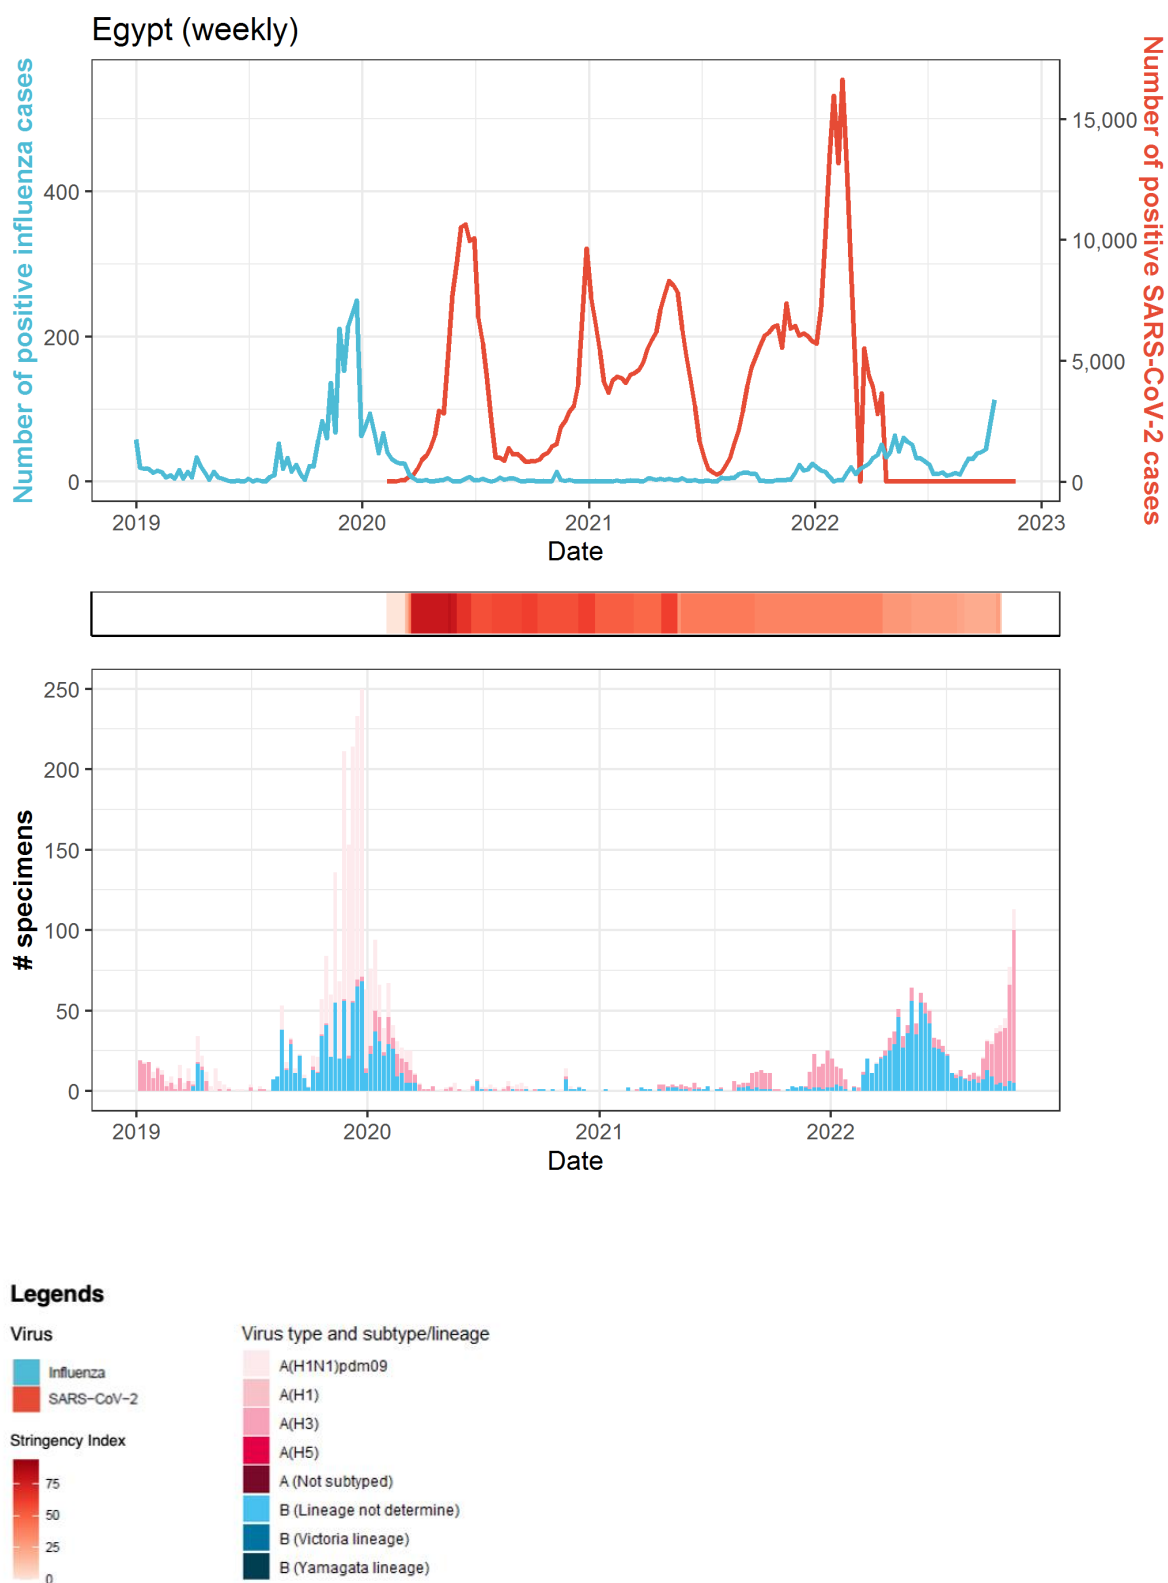 Egypt (weekly)
Number of positive influenza cases
Number of positive SARS-CoV-2 cases
400
200
0
15,000
10,000
5,000
0
2019
2020
2021
2022
2023
Date
# specimens
250
200
150
100
50
0
2019
2020
2021
2022
Date
Legends
Virus
Influenza
SARS-CoV-2
Stringency Index
75
50
25
0
Virus type and subtype/lineage
A(H1N1)pdm09
A(H1)
A(H3)
A(H5)
A (Not subtyped)
B (Lineage not determine)
B (Victoria lineage)
B (Yamagata lineage)